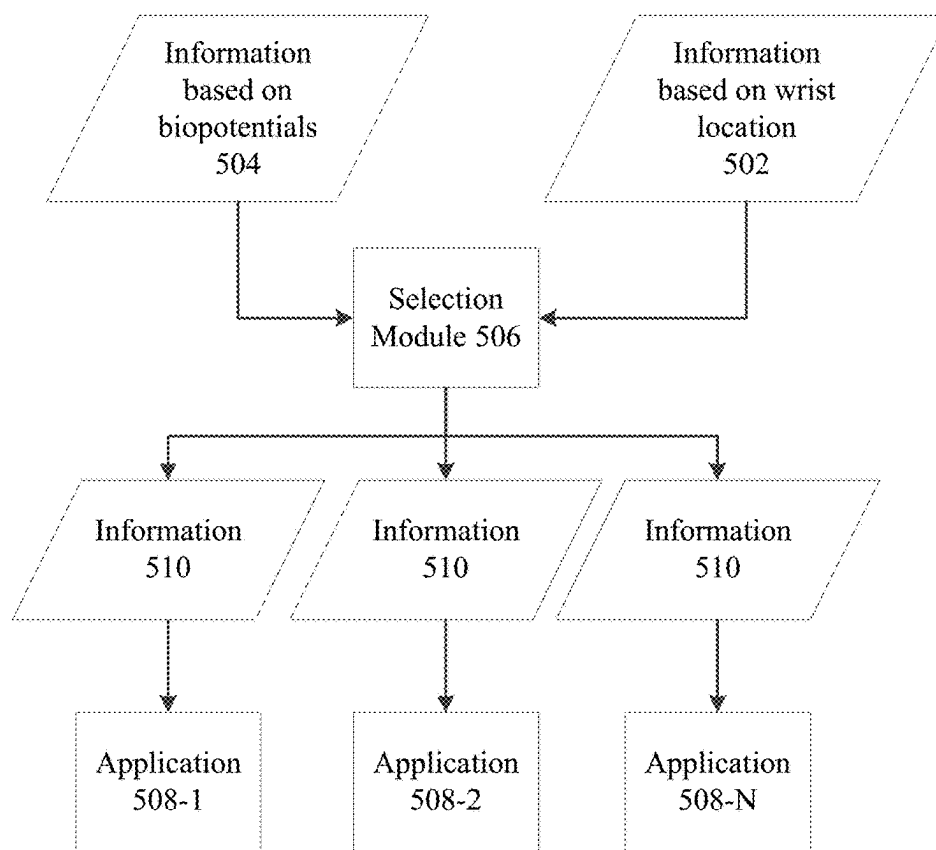 Information
based on
biopotentials
504
Information
based on wrist
location
502
Selection
Module 506
Information
510
Information
510
Information
510
Application
508-1
Application
508-2
Application
508-N